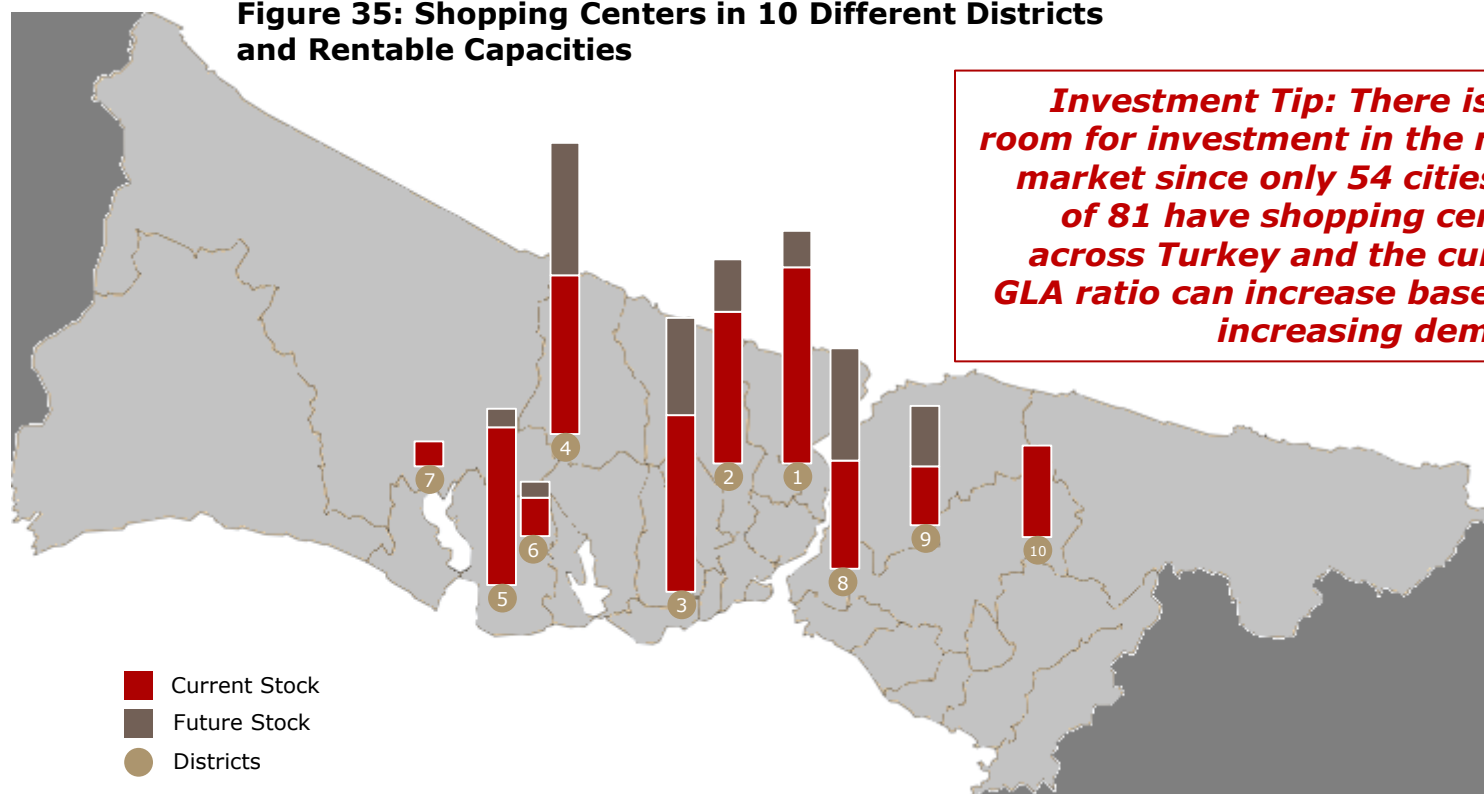 Figure 35: Shopping Centers in 10 Different Districts
and Rentable Capacities
Investment Tip: There is
room for investment in the
market since only 54 cities
of 81 have shopping
across Turkey and the
GLA ratio can increase
increasing
4
7
2
1
6
9
10
5
3
8
Current Stock
Future Stock
Districts